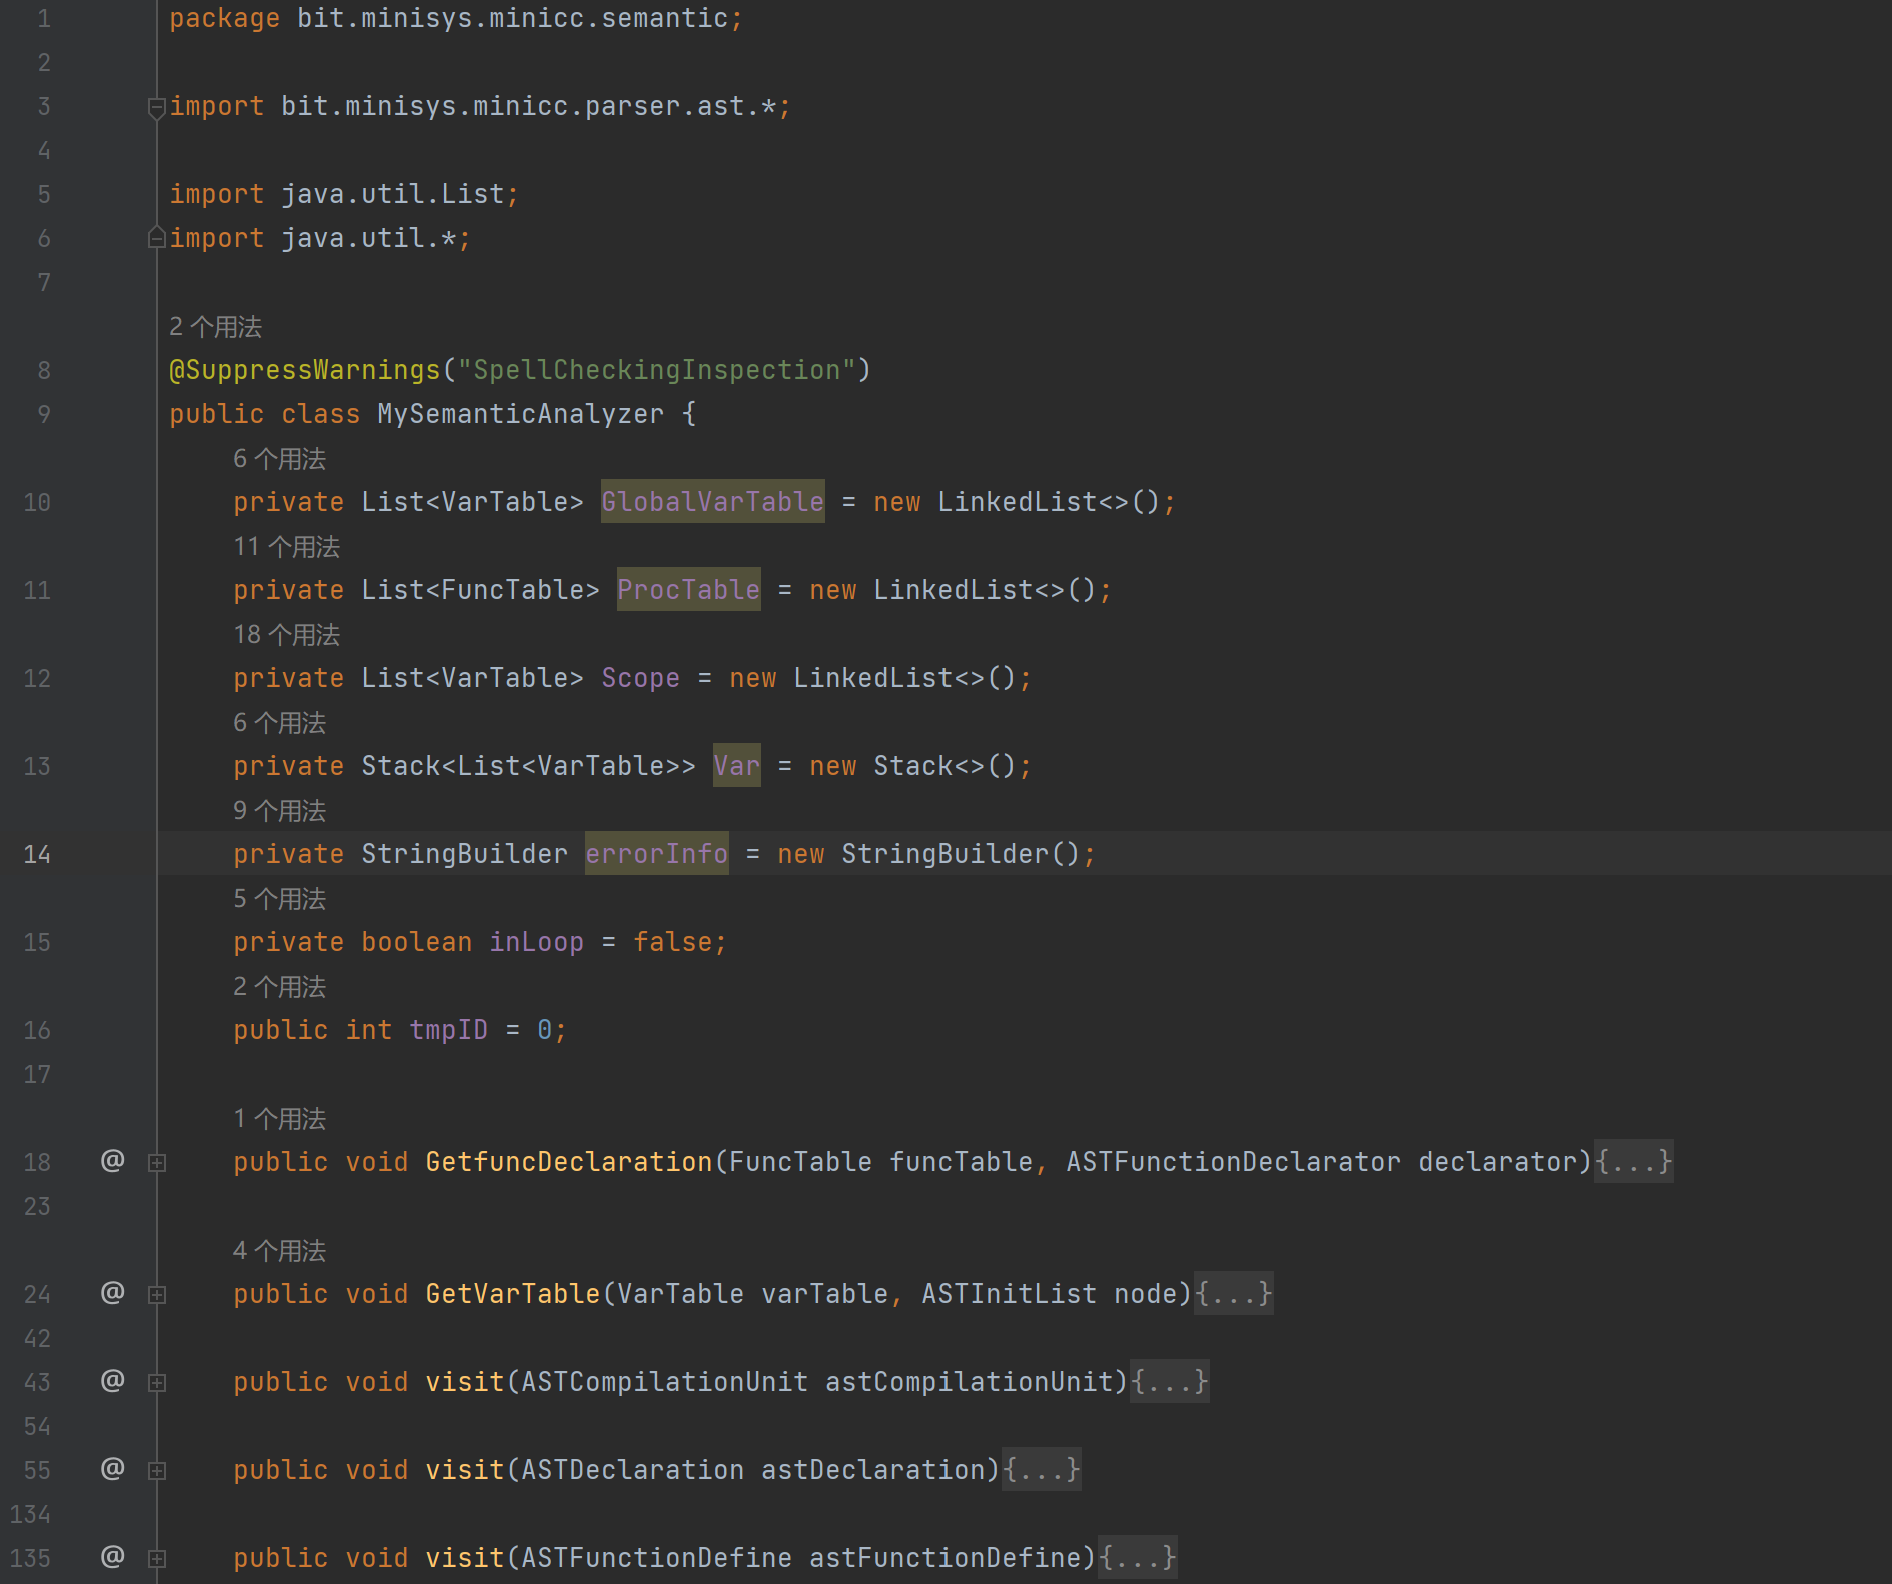 1 package bit.minisys.minicc.semantic;
2
3 import bit.minisys.minicc.parser.ast.*;
4
5 import java.util.List;
6 import java.util.*;
7
2 个用法
8 @SuppressWarnings("SpellCheckingInspection")
9 public class MySemanticAnalyzer {
6 个用法
10 private List<VarTable> GlobalVarTable = new LinkedList<>();
11 个用法
11 private List<FuncTable> ProcTable = new LinkedList<>();
18 个用法
12 private List<VarTable> Scope = new LinkedList<>();
6 个用法
13 private Stack<List<VarTable>> Var = new Stack<>();
9 个用法
14 private StringBuilder errorInfo = new StringBuilder();
5 个用法
15 private boolean inLoop = false;
2 个用法
16 public int tmpID = 0;
17
1 个用法
18 @ public void GetfuncDeclaration(FuncTable funcTable, ASTFunctionDeclarator declarator){...}
23
4 个用法
24 @ public void GetVarTable(VarTable varTable, ASTInitList node){...}
42
43 @ public void visit(ASTCompilationUnit astCompilationUnit){...}
54
55 @ public void visit(ASTDeclaration astDeclaration){...}
134
135 @ public void visit(ASTFunctionDefine astFunctionDefine){...}